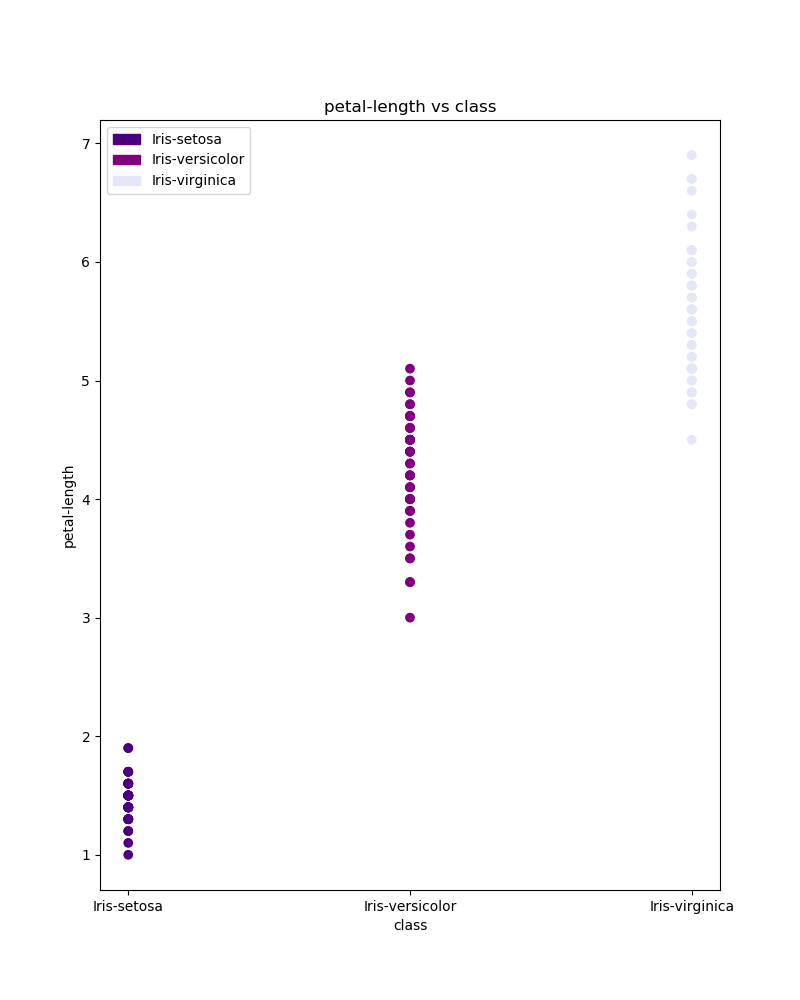 petal-length vs class
Iris-setosa
Iris-versicolor
Iris-virginica
7
6
5
4
3
2
1
petal-length
Iris-setosa Iris-versicolor Iris-virginica
class